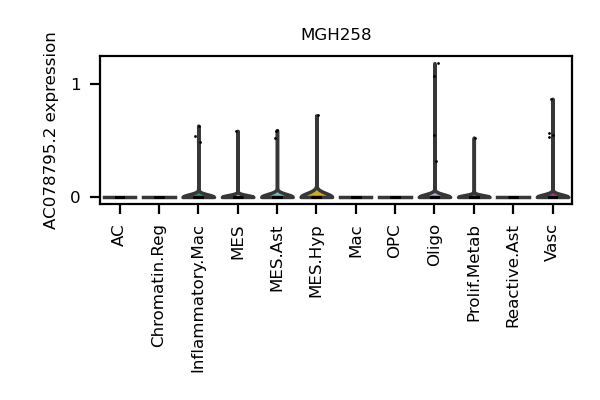 MGH258
AC078795.2 expression
1
0
AC
Chromatin.Reg
Inflammatory.Mac
MES
MES.Ast
MES.Hyp
Mac
OPC
Oligo
Prolif.Metab
Reactive.Ast
Vasc